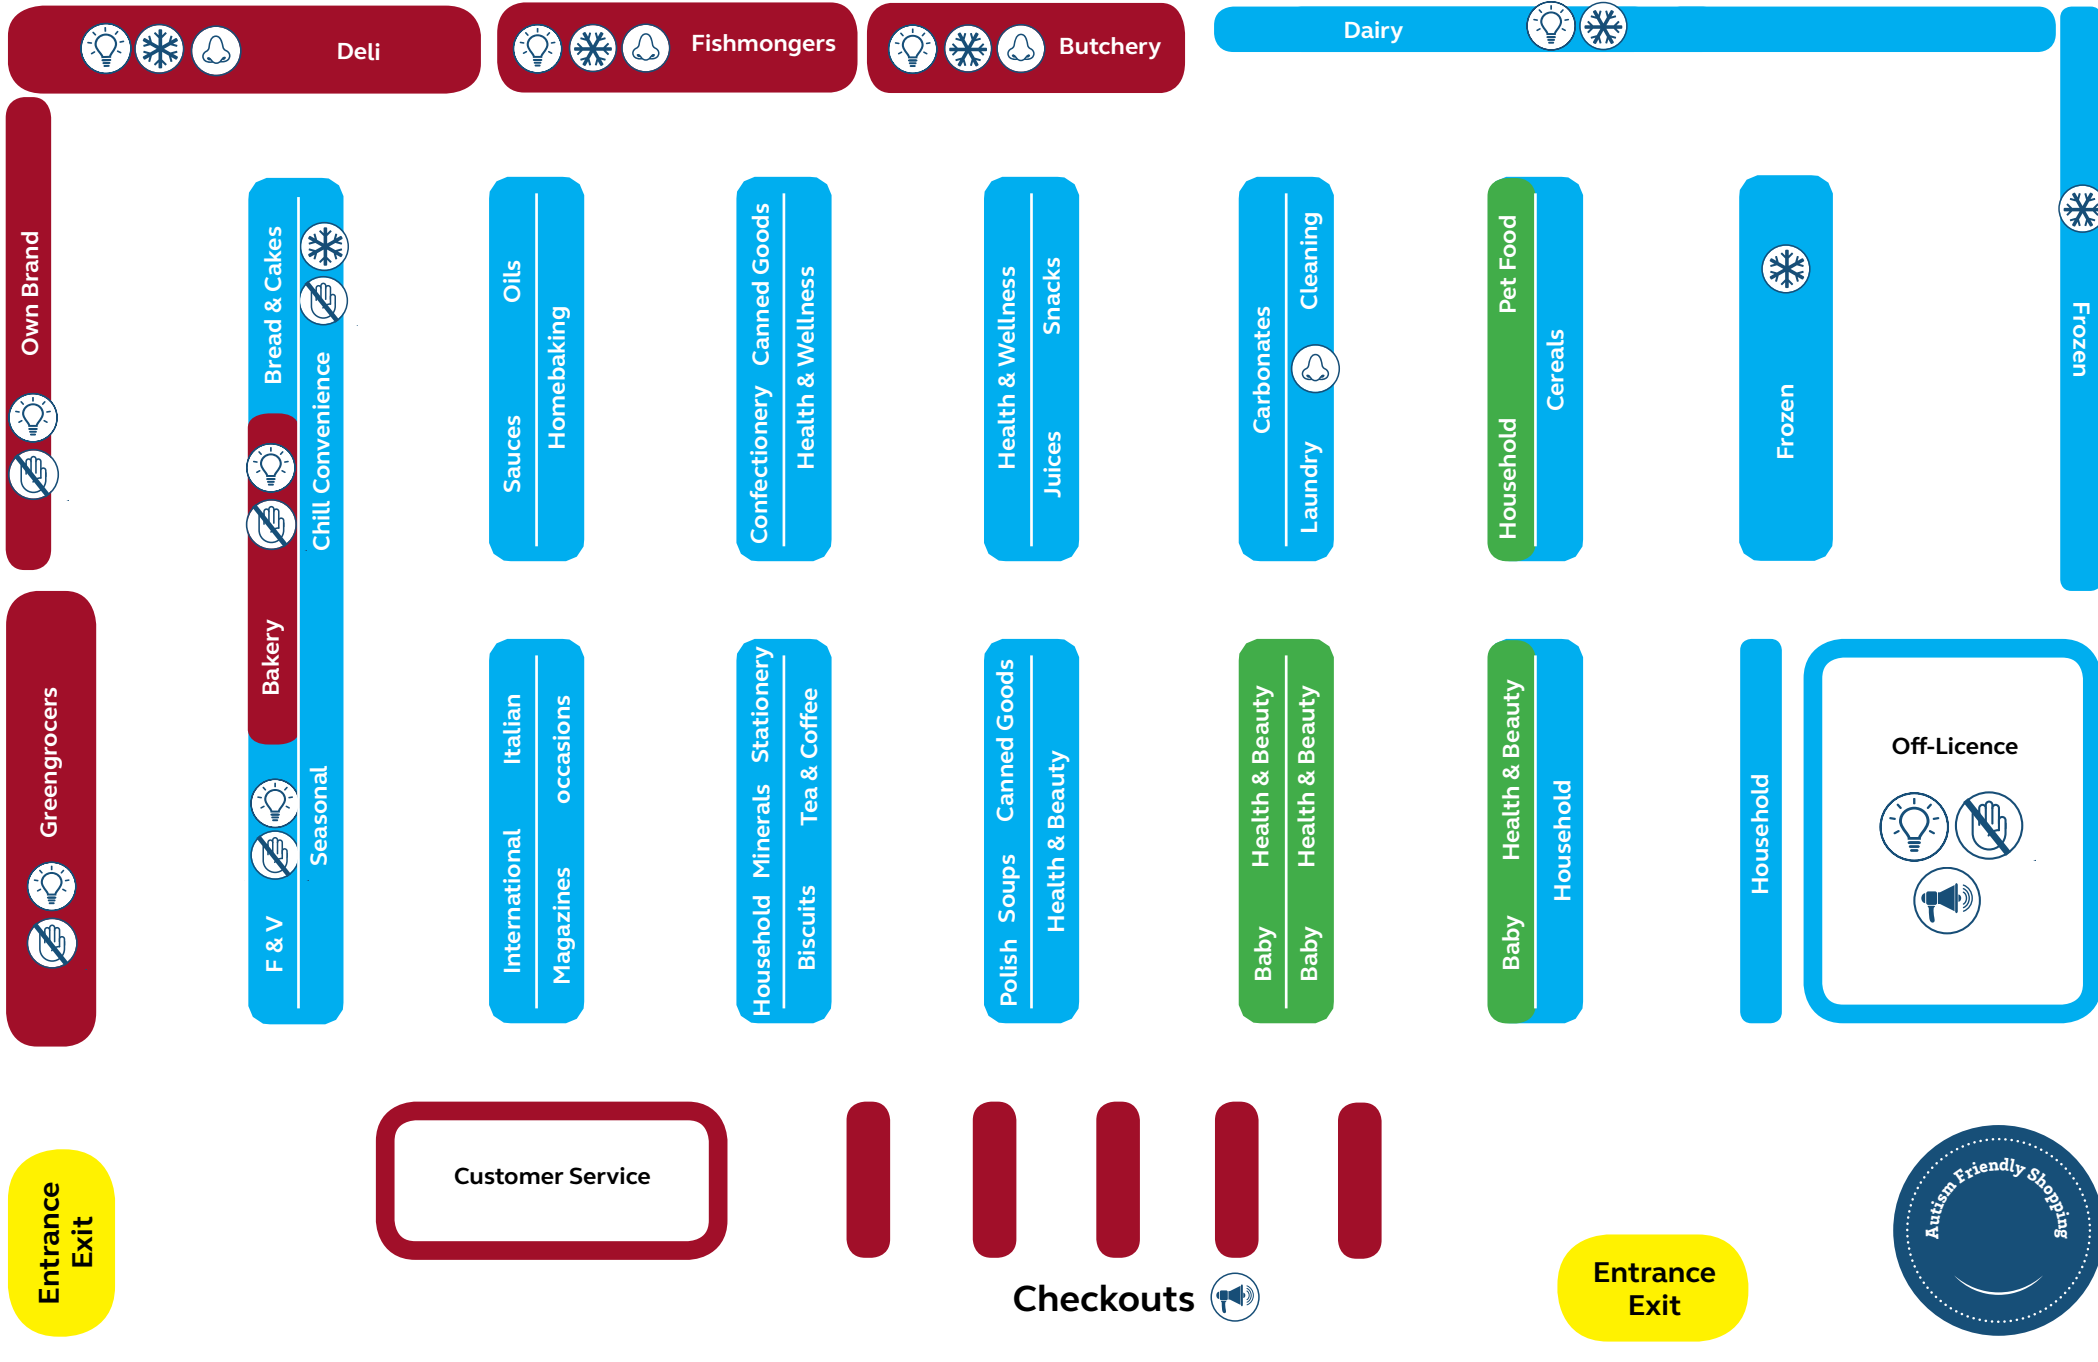 Deli
Fishmongers
Butchery
Dairy
Own Brand
Greengrocers
Bread & Cakes
Bakery
F & V
Chill Convenience
Seasonal
Oils
Sauces
Homebaking
Canned Goods
Confectionery
Health & Wellness
Health & Wellness
Snacks
Juices
Carbonates
Cleaning
Laundry
Pet Food
Household
Cereals
Frozen
Frozen
Italian
International
occasions
Magazines
Stationery
Minerals
Household
Tea & Coffee
Biscuits
Canned Goods
Soups
Polish
Health & Beauty
Health & Beauty
Baby
Health & Beauty
Baby
Health & Beauty
Baby
Household
Household
Off-Licence
Entrance
Exit
Customer Service
Checkouts
Entrance
Exit
Autism Friendly Shopping